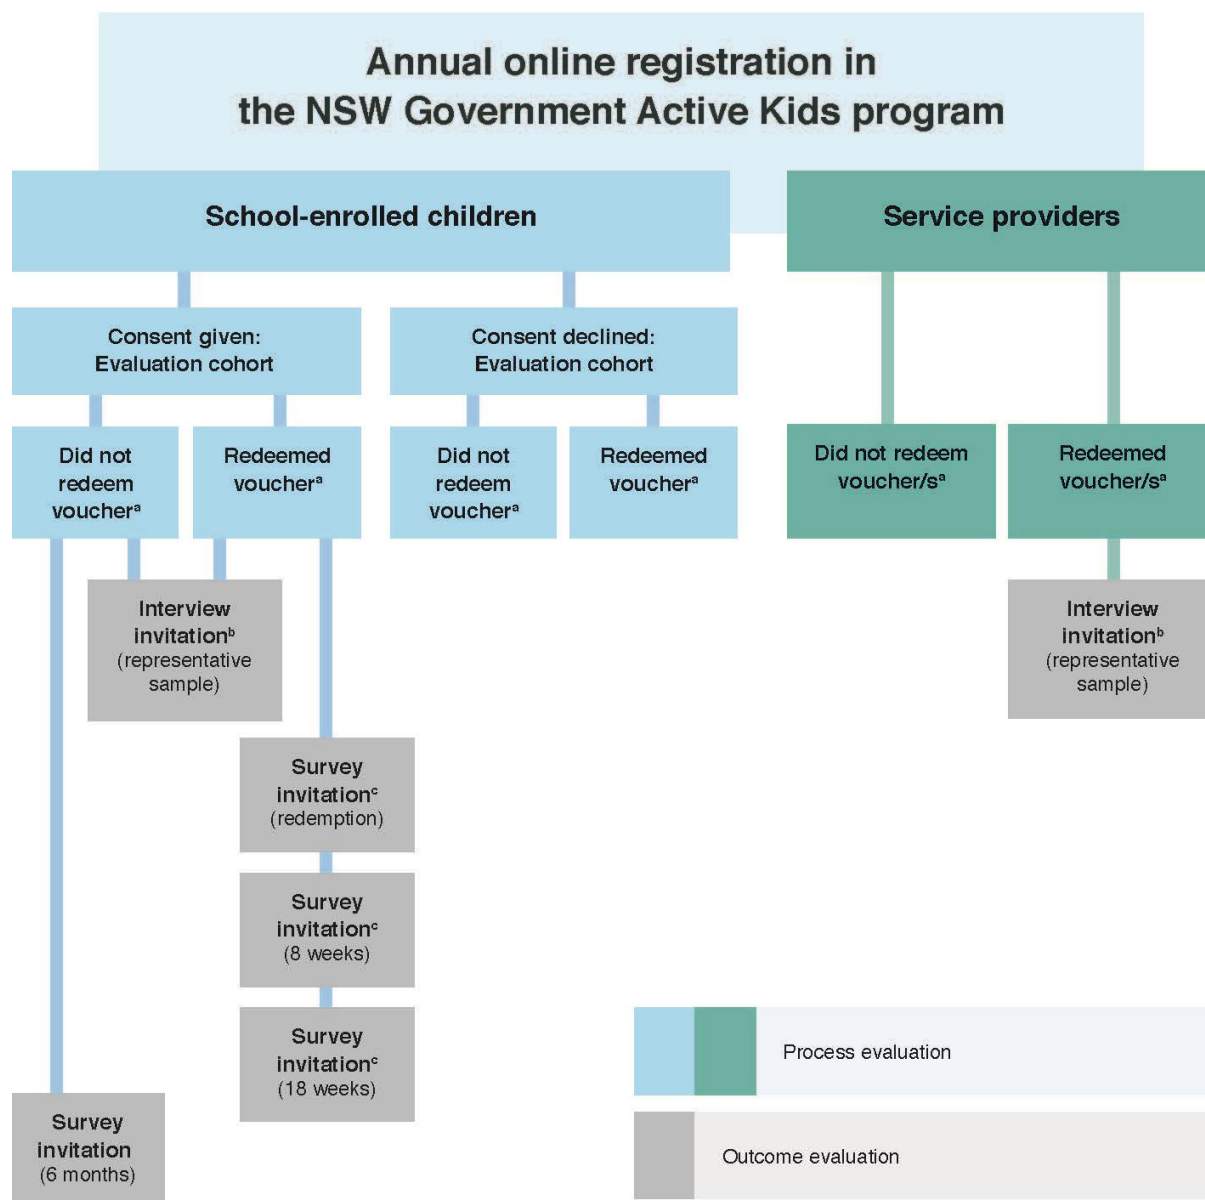 Annual online registration in
the NSW Government Active Kids program
School-enrolled children
Service providers
Consent given:
Evaluation cohort
Consent declined:
Evaluation cohort
Did not
redeem
voucherᵃ
Redeemed
voucherᵃ
Did not
redeem
voucherᵃ
Redeemed
voucherᵃ
Did not redeem
voucher/sᵃ
Redeemed
voucher/sᵃ
Interview
invitationᵇ
(representative
sample)
Interview
invitationᵇ
(representative
sample)
Survey
invitationᶜ
(redemption)
Survey
invitationᶜ
(8 weeks)
Survey
invitationᶜ
(18 weeks)
Survey
invitation
(6 months)
Process evaluation
Outcome evaluation